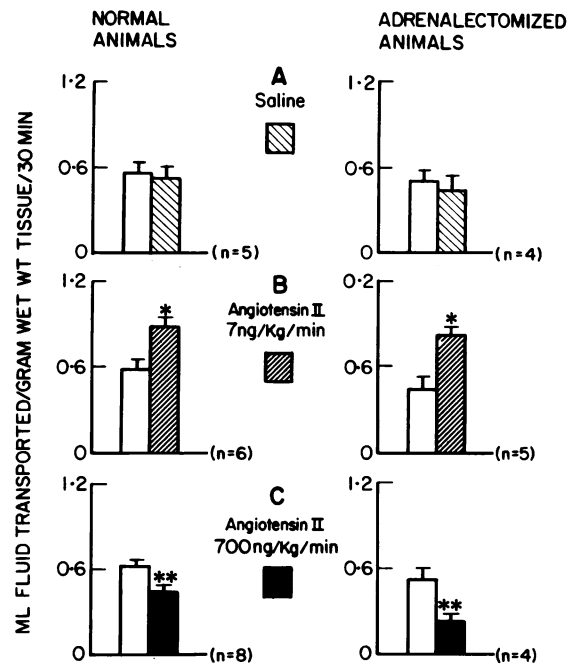 NORMAL
ANIMALS
ADRENALECTOMIZED
ANIMALS
ML FLUID TRANSPORTED/GRAM WET WT TISSUE/30 MIN
1·2
0·6
0
(n=5)
A
Saline
1·2
0·6
0
(n=4)
1·2
0·6
0
*
(n=6)
B
Angiotensin II
7ng/Kg/min
0·2
0·6
0
*
(n=5)
1·2
0·6
0
**
(n=8)
C
Angiotensin II
700ng/Kg/min
1·2
0·6
0
**
(n=4)